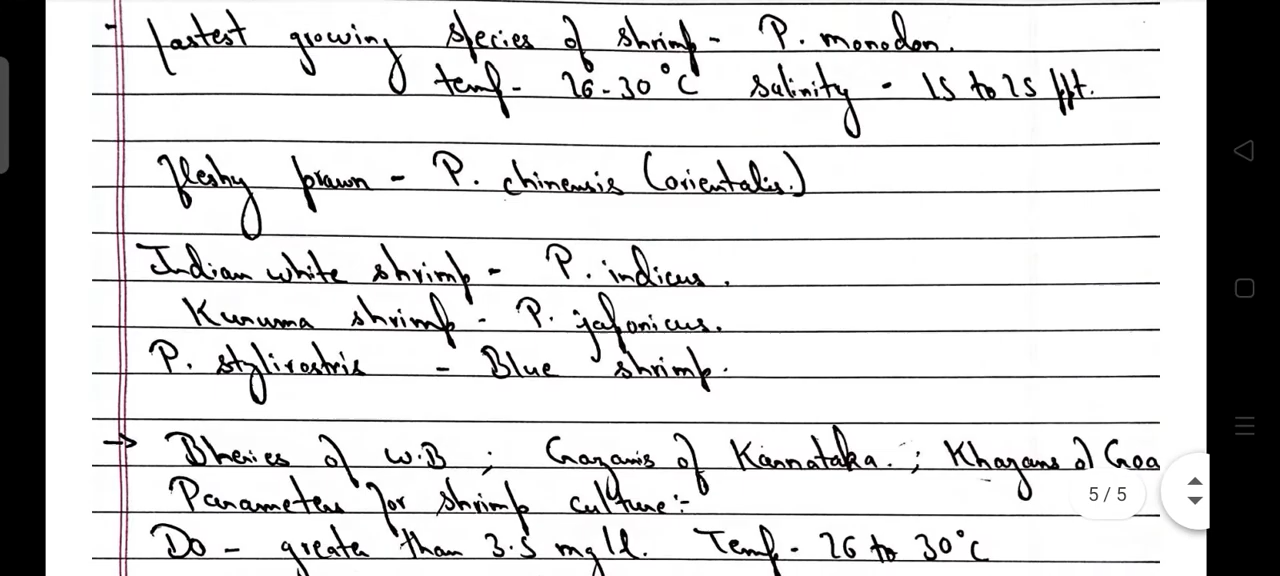 - fastest growing species of shrimp - P. monodon.
temp - 26-30°C salinity - 15 to 25 ppt.
fleshy prawn - P. chinensis (orientalis.)
Indian white shrimp - P. indicus.
Kuruma shrimp - P. japonicus.
P. stylirostris - Blue shrimp.
→ Bheries of W.B ; Gazanis of Karnataka. ; Khazans of Goa
Parameters for shrimp culture :-
5/5
Do - greater than 3.5 mg/l. Temp - 26 to 30°C